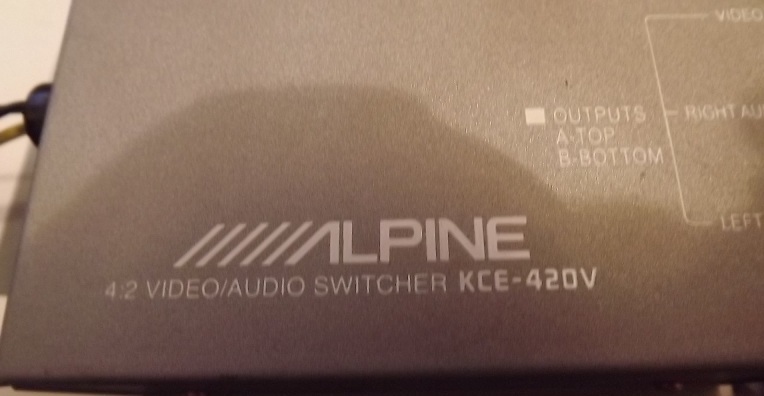 VIDEO
OUTPUTS
A-TOP
B-BOTTOM
RIGHT
LEFT
ALPINE
4:2 VIDEO/AUDIO SWITCHER KCE-420V